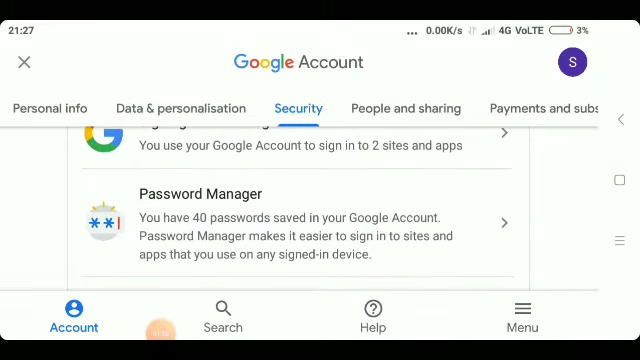 21:27
... 0.00K/s 4G VoLTE 3%
Google Account
S
Personal info Data & personalisation Security People and sharing Payments and subs
You use your Google Account to sign in to 2 sites and apps
Password Manager
You have 40 passwords saved in your Google Account.
Password Manager makes it easier to sign in to sites and
apps that you use on any signed-in device.
Account Search Help Menu